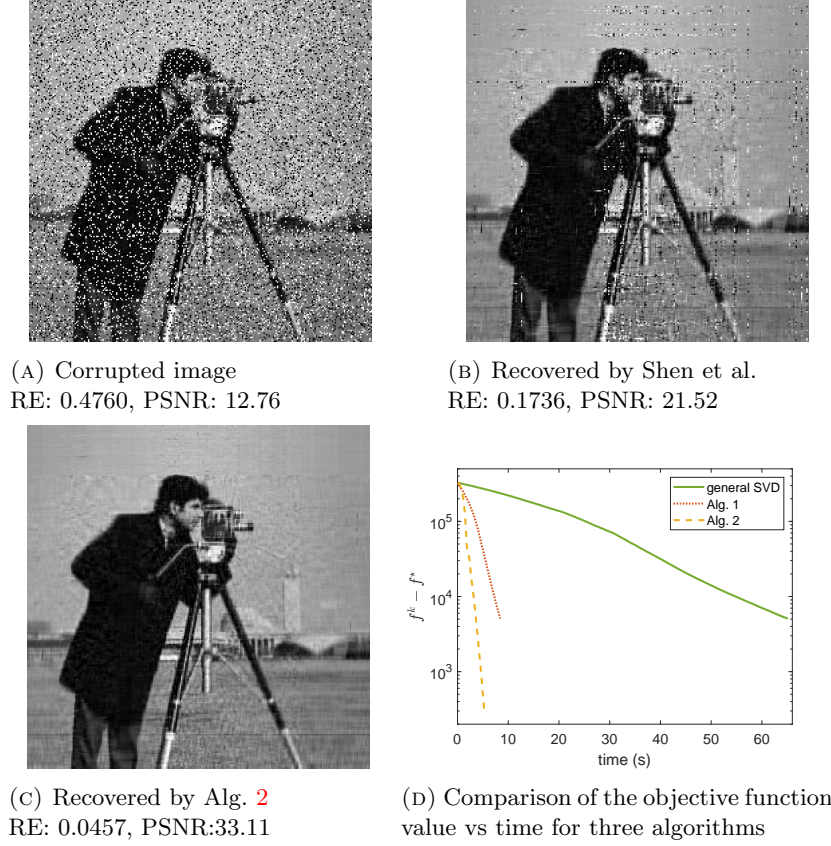 (A) Corrupted image
RE: 0.4760, PSNR: 12.76
(B) Recovered by Shen et al.
RE: 0.1736, PSNR: 21.52
(C) Recovered by Alg. 2
RE: 0.0457, PSNR:33.11
general SVD
Alg. 1
Alg. 2
10^5
10^4
10^3
f^k − f^*
0 10 20 30 40 50 60
time (s)
(D) Comparison of the objective function
value vs time for three algorithms